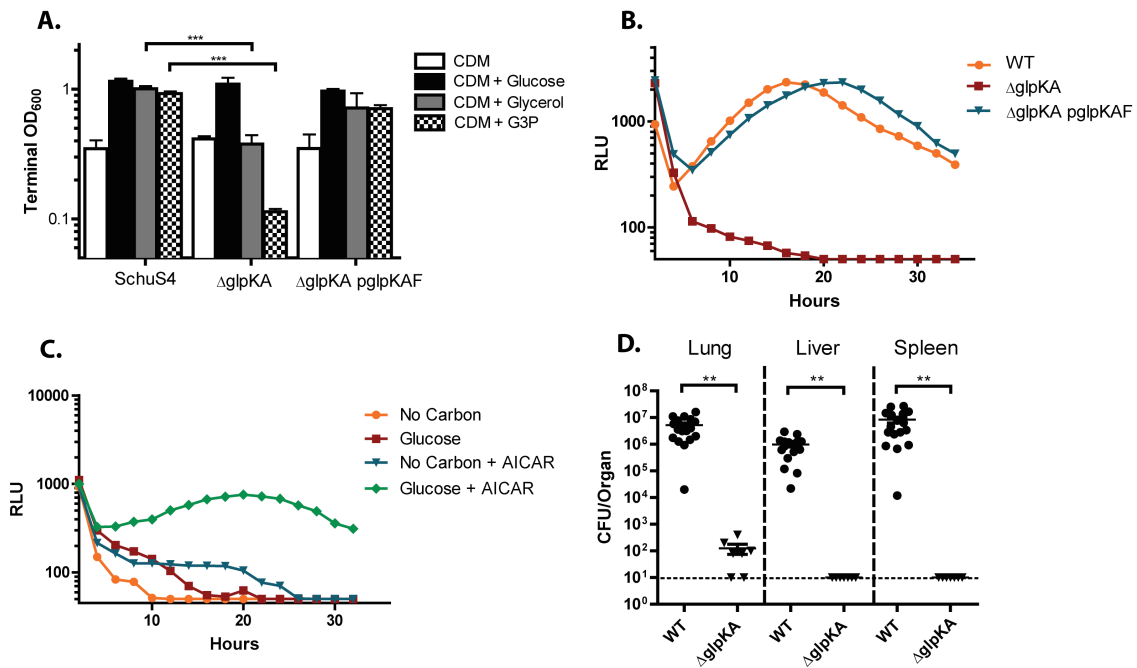 A.
***
***
Terminal OD600
1
0.1
SchuS4
ΔglpKA
ΔglpKA pglpKAF
CDM
CDM + Glucose
CDM + Glycerol
CDM + G3P
B.
RLU
1000
100
10
20
30
Hours
WT
ΔglpKA
ΔglpKA pglpKAF
C.
RLU
10000
1000
100
10
20
30
Hours
No Carbon
Glucose
No Carbon + AICAR
Glucose + AICAR
D.
Lung
Liver
Spleen
**
**
**
CFU/Organ
10⁸
10⁷
10⁶
10⁵
10⁴
10³
10²
10¹
10⁰
WT
ΔglpKA
WT
ΔglpKA
WT
ΔglpKA